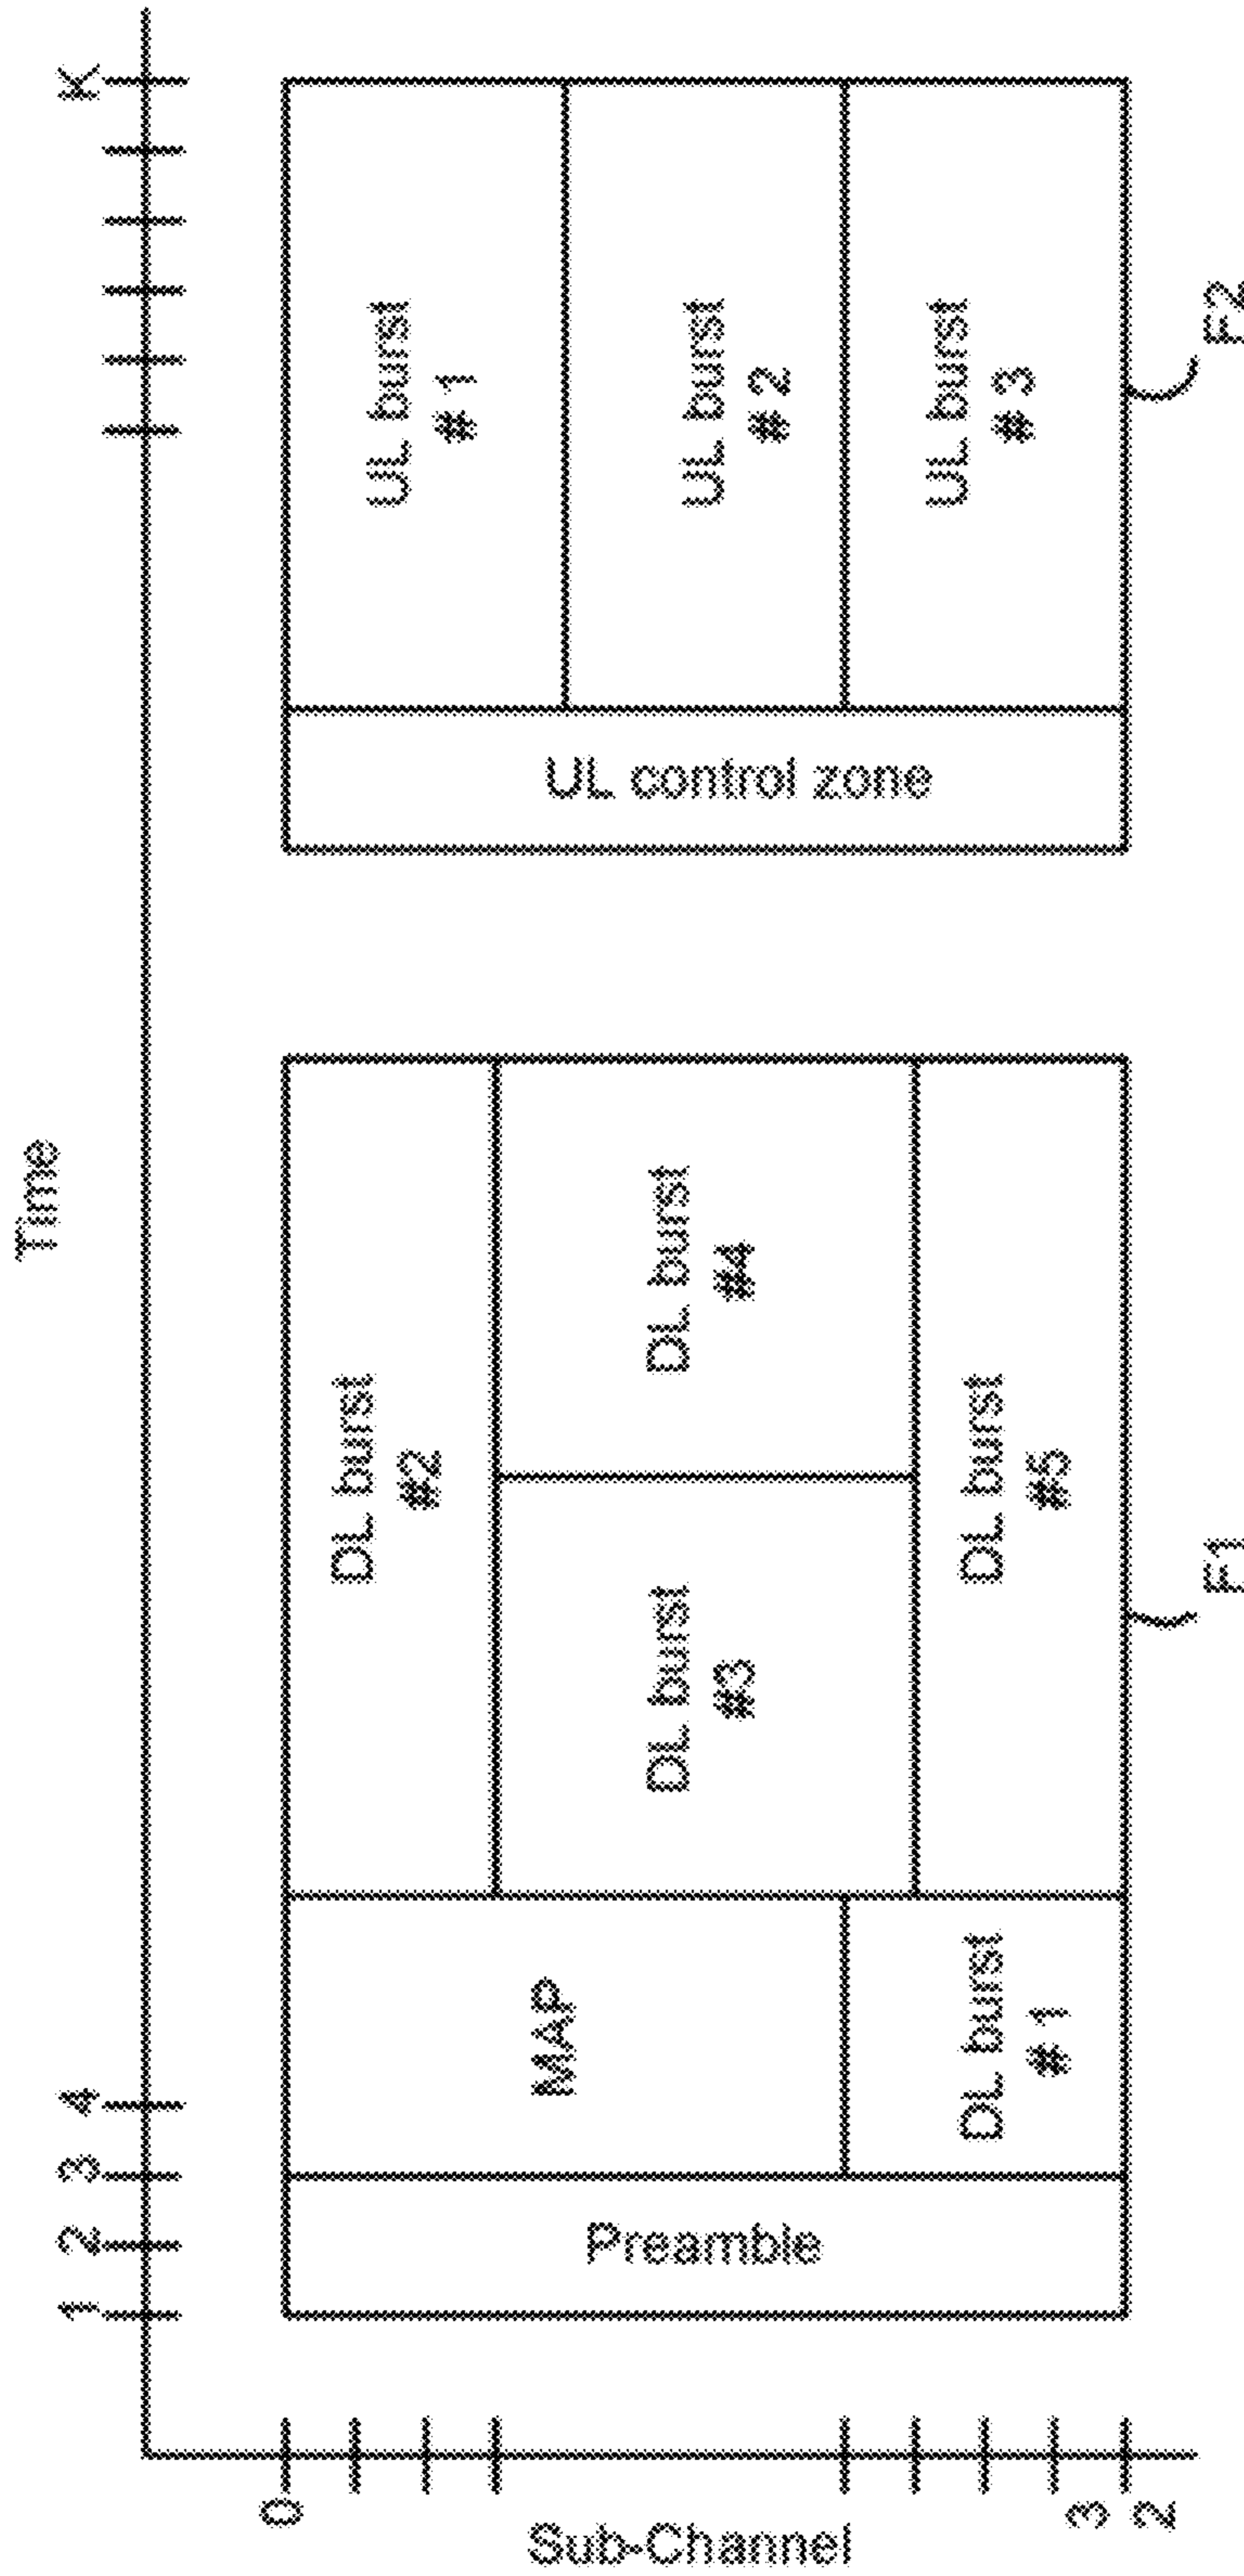 Time
1 2 3 4 K
0
Sub-Channel
3
2
Preamble
MAP
DL burst
# 1
DL burst
#2
DL burst
#3
DL burst
#4
DL burst
#5
UL control zone
UL burst
# 1
UL burst
# 2
UL burst
# 3
F1
F2